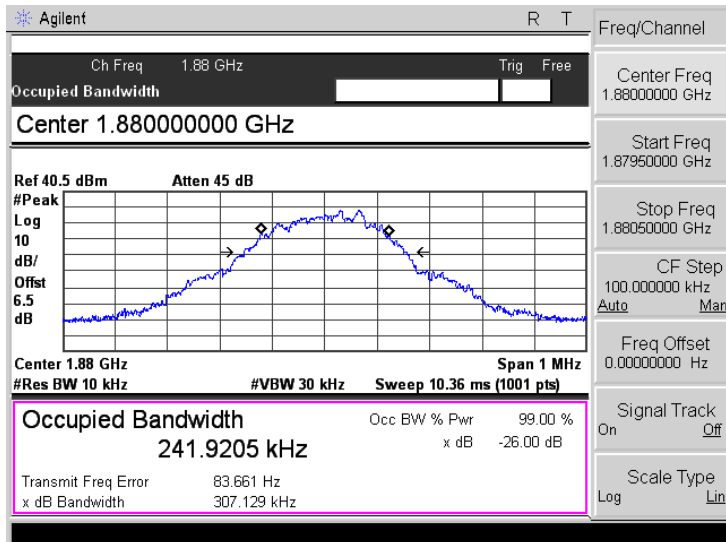 Agilent R T
Ch Freq 1.88 GHz Trig Free
Occupied Bandwidth
Center 1.880000000 GHz
Ref 40.5 dBm Atten 45 dB
#Peak
Log
10
dB/
Offst
6.5
dB
Center 1.88 GHz Span 1 MHz
#Res BW 10 kHz #VBW 30 kHz Sweep 10.36 ms (1001 pts)
Occupied Bandwidth
241.9205 kHz
Occ BW % Pwr 99.00 %
x dB -26.00 dB
Transmit Freq Error 83.661 Hz
x dB Bandwidth 307.129 kHz
Freq/Channel
Center Freq
1.88000000 GHz
Start Freq
1.87950000 GHz
Stop Freq
1.88050000 GHz
CF Step
100.000000 kHz
Auto Man
Freq Offset
0.00000000 Hz
Signal Track
On Off
Scale Type
Log Lin